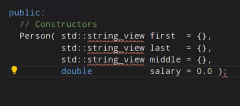 public:
// Constructors
Person( std::string_view first = {},
std::string_view last = {},
std::string_view middle = {},
double salary = 0.0 );